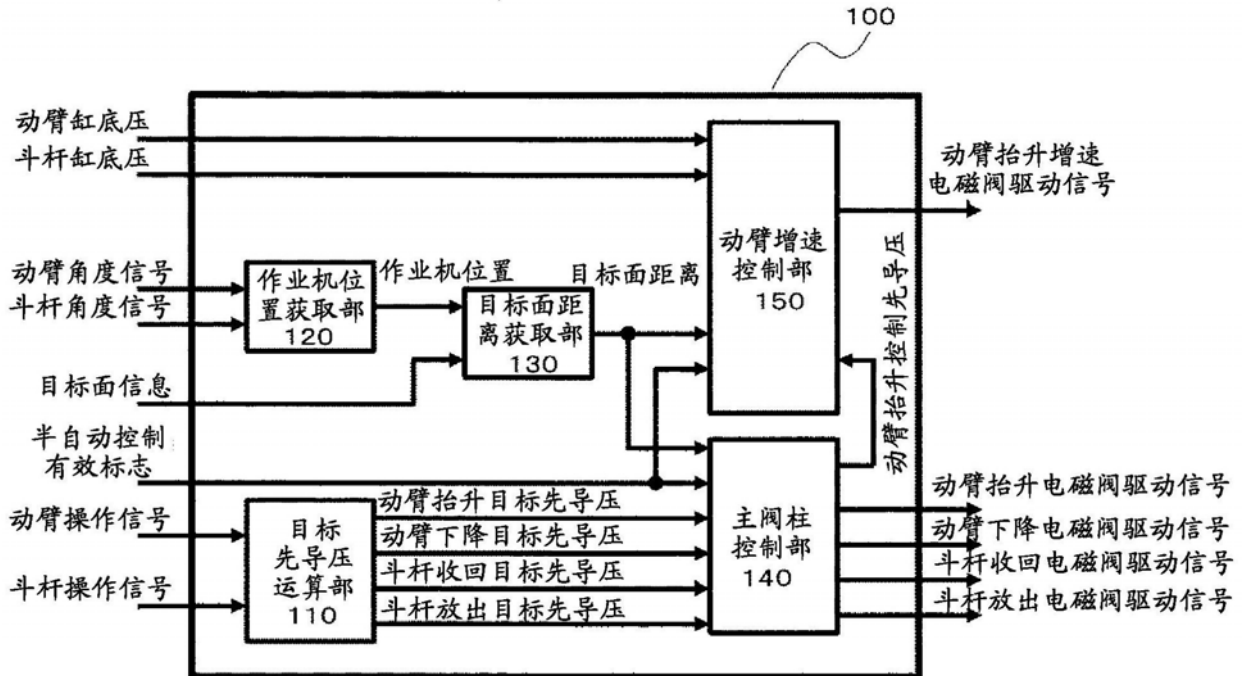 100
动臂缸底压
斗杆缸底压
动臂抬升增速
电磁阀驱动信号
动臂增速
控制部
150
动臂角度信号
斗杆角度信号
作业机位
置获取部
120
作业机位置
目标面距
离获取部
130
目标面距离
动臂抬升控制先导压
目标面信息
半自动控制
有效标志
动臂操作信号
斗杆操作信号
目标
先导压
运算部
110
动臂抬升目标先导压
动臂下降目标先导压
斗杆收回目标先导压
斗杆放出目标先导压
主阀柱
控制部
140
动臂抬升电磁阀驱动信号
动臂下降电磁阀驱动信号
斗杆收回电磁阀驱动信号
斗杆放出电磁阀驱动信号